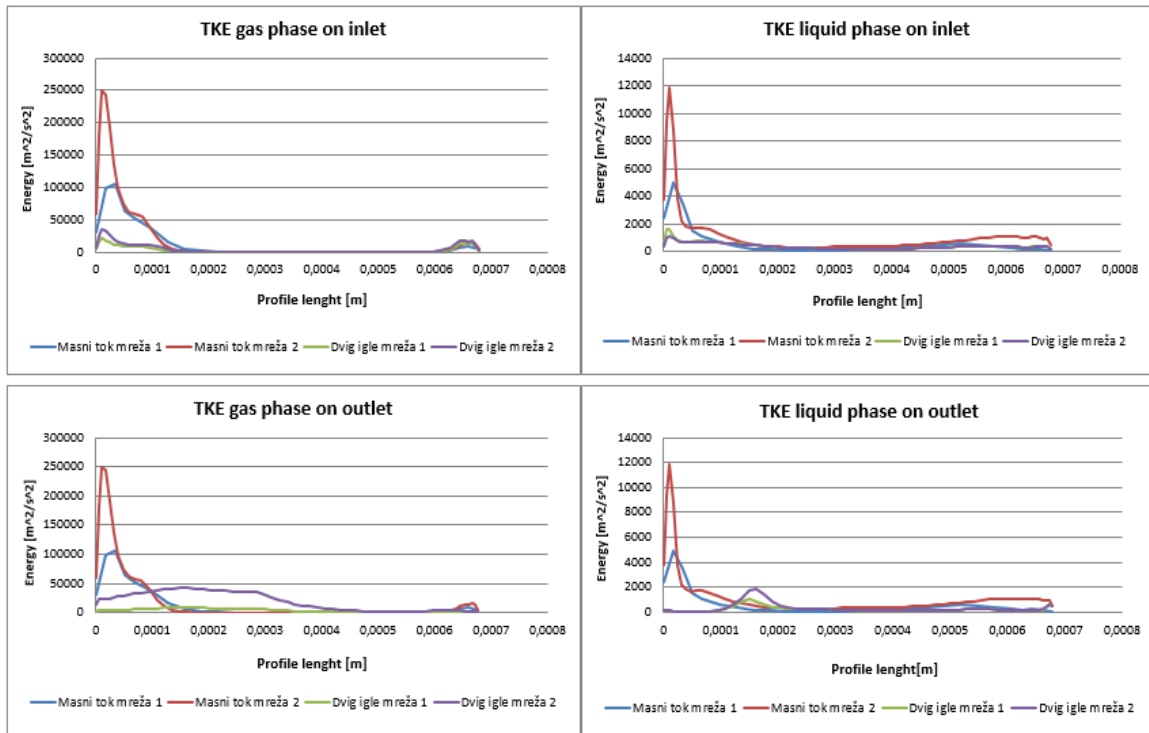 TKE gas phase on inlet
300000
250000
200000
150000
100000
50000
0
Energy [m^2/s^2]
0 0,0001 0,0002 0,0003 0,0004 0,0005 0,0006 0,0007 0,0008
Profile lenght [m]
Masni tok mreža 1 Masni tok mreža 2 Dvig igle mreža 1 Dvig igle mreža 2
TKE liquid phase on inlet
14000
12000
10000
8000
6000
4000
2000
0
Energy [m^2/s^2]
0 0,0001 0,0002 0,0003 0,0004 0,0005 0,0006 0,0007 0,0008
Profile lenght [m]
Masni tok mreža 1 Masni tok mreža 2 Dvig igle mreža 1 Dvig igle mreža 2
TKE gas phase on outlet
300000
250000
200000
150000
100000
50000
0
Energy [m^2/s^2]
0 0,0001 0,0002 0,0003 0,0004 0,0005 0,0006 0,0007 0,0008
Profile lenght [m]
Masni tok mreža 1 Masni tok mreža 2 Dvig igle mreža 1 Dvig igle mreža 2
TKE liquid phase on outlet
14000
12000
10000
8000
6000
4000
2000
0
Energy [m^2/s^2]
0 0,0001 0,0002 0,0003 0,0004 0,0005 0,0006 0,0007 0,0008
Profile lenght[m]
Masni tok mreža 1 Masni tok mreža 2 Dvig igle mreža 1 Dvig igle mreža 2